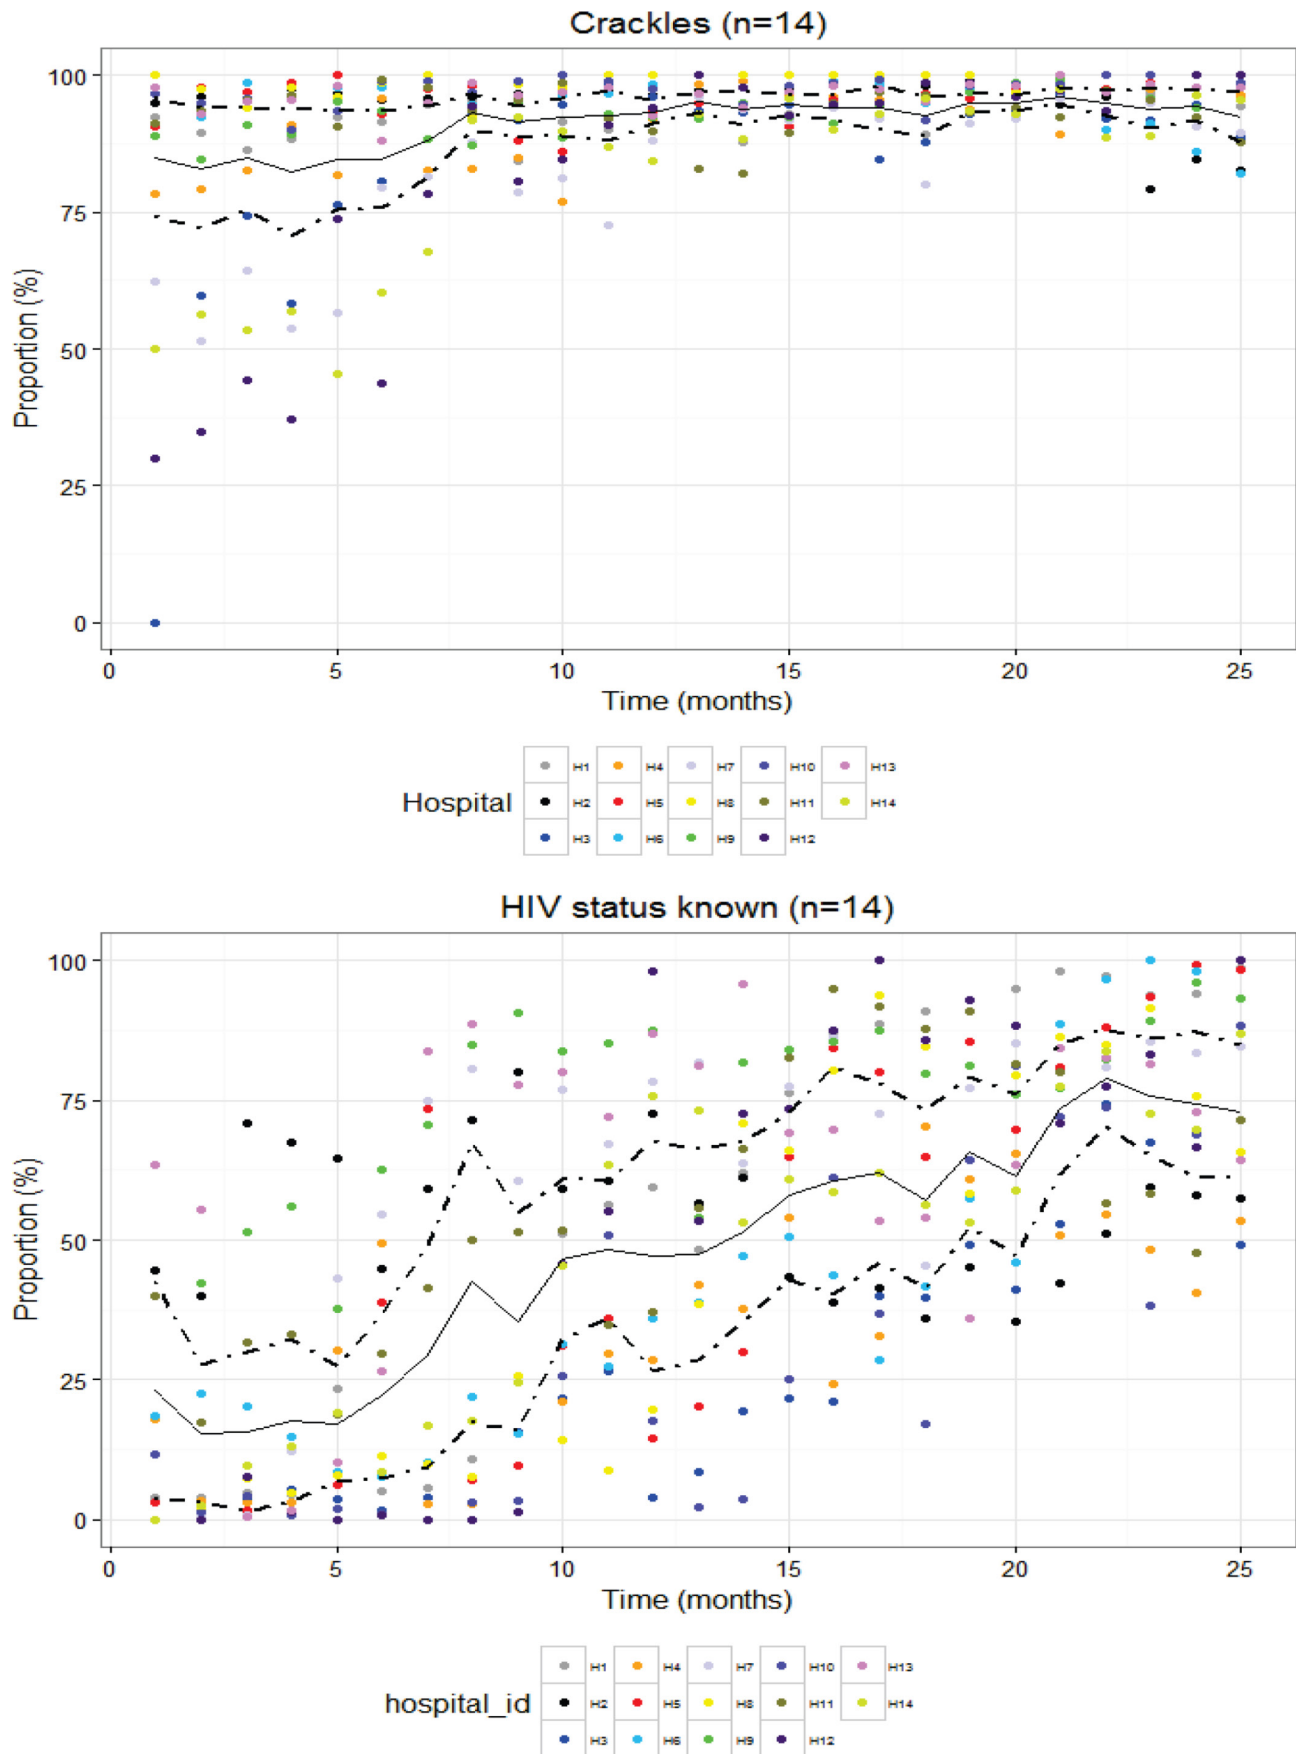 Crackles (n=14)
100
75
50
25
0
Proportion (%)
0 5 10 15 20 25
Time (months)
Hospital
H1 H4 H7 H10 H13
H2 H5 H8 H11 H14
H3 H6 H9 H12
HIV status known (n=14)
100
75
50
25
0
Proportion (%)
0 5 10 15 20 25
Time (months)
hospital_id
H1 H4 H7 H10 H13
H2 H5 H8 H11 H14
H3 H6 H9 H12